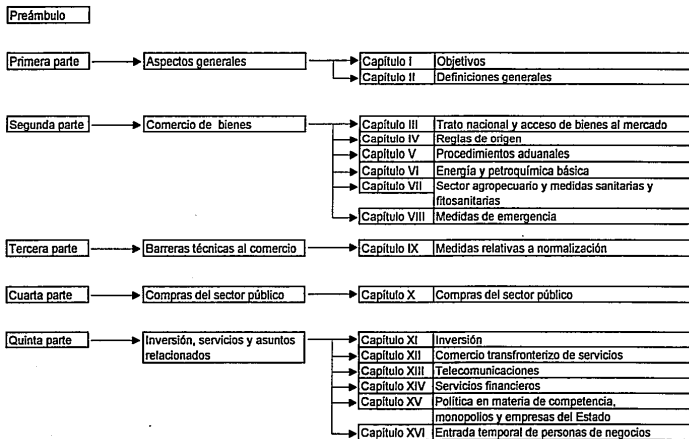 Preámbulo
Primera parte Aspectos generales Capítulo I Objetivos
Capítulo II Definiciones generales
Segunda parte Comercio de bienes Capítulo III Trato nacional y acceso de bienes al mercado
Capítulo IV Reglas de origen
Capítulo V Procedimientos aduanales
Capítulo VI Energía y petroquímica básica
Capítulo VII Sector agropecuario y medidas sanitarias y
fitosanitarias
Capítulo VIII Medidas de emergencia
Tercera parte Barreras técnicas al comercio Capítulo IX Medidas relativas a normalización
Cuarta parte Compras del sector público Capítulo X Compras del sector público
Quinta parte Inversión, servicios y asuntos Capítulo XI Inversión
relacionados Capítulo XII Comercio transfronterizo de servicios
Capítulo XIII Telecomunicaciones
Capítulo XIV Servicios financieros
Capítulo XV Política en materia de competencia,
monopolios y empresas del Estado
Capítulo XVI Entrada temporal de personas de negocios